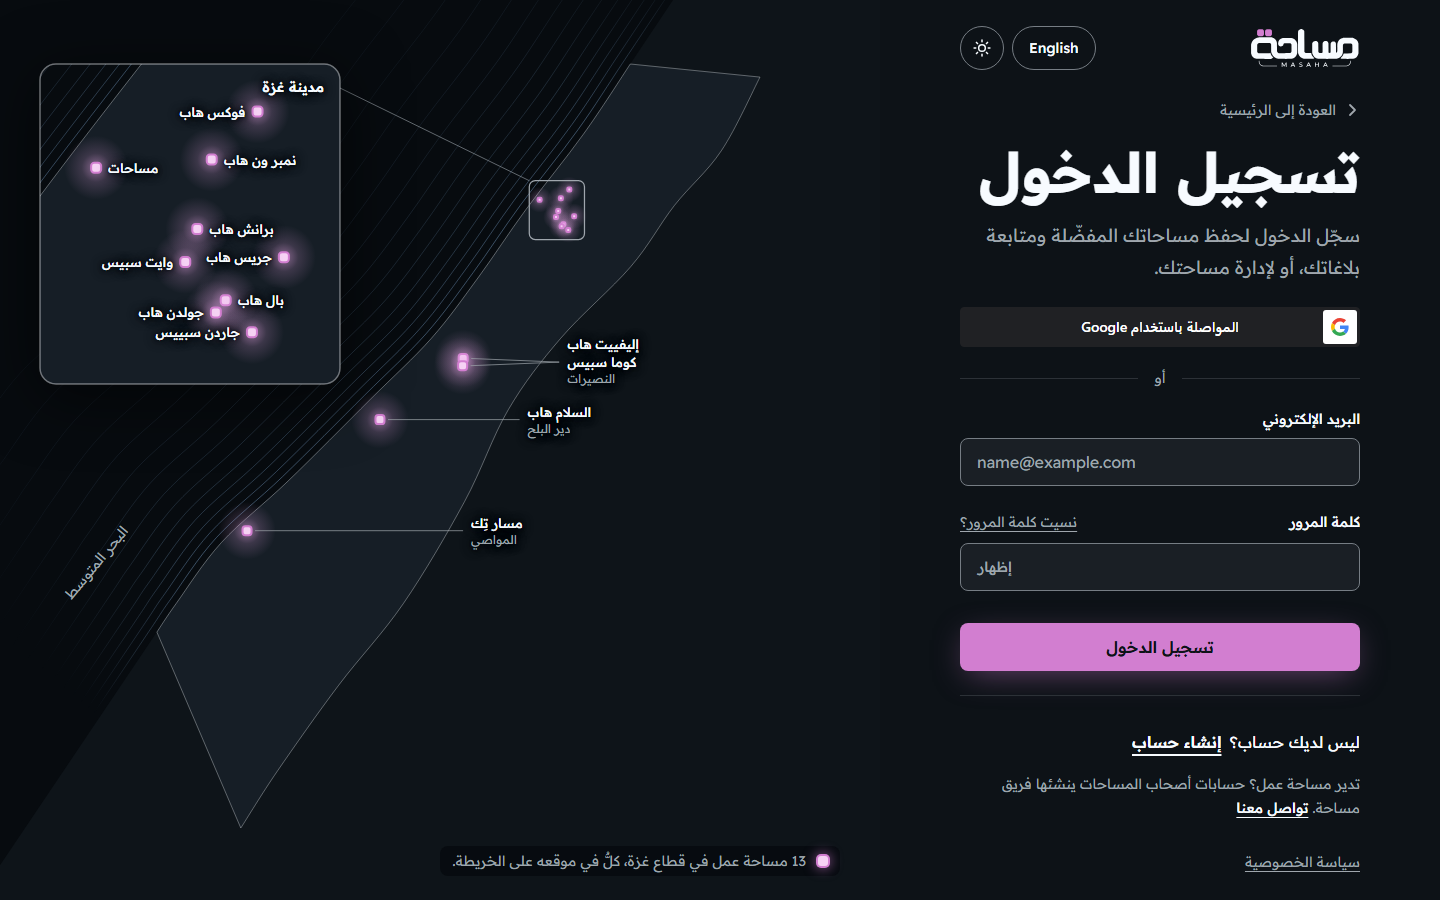 مساحة
MASAHA
English
العودة إلى الرئيسية
تسجيل الدخول
سجّل الدخول لحفظ مساحاتك المفضّلة ومتابعة
بلاغاتك، أو لإدارة مساحتك.
المواصلة باستخدام Google
أو
البريد الإلكتروني
name@example.com
كلمة المرور
نسيت كلمة المرور؟
إظهار
تسجيل الدخول
ليس لديك حساب؟ إنشاء حساب
تدير مساحة عمل؟ حسابات أصحاب المساحات ينشئها فريق
مساحة. تواصل معنا
سياسة الخصوصية
مدينة غزة
فوكس هاب
نمبر ون هاب
مساحات
برانش هاب
جريس هاب
وايت سبيس
بال هاب
جولدن هاب
جاردن سبيس
إليفييت هاب
كوما سبيس
النصيرات
السلام هاب
دير البلح
مسار تِك
المواصي
البحر المتوسط
13 مساحة عمل في قطاع غزة، كلٌّ في موقعه على الخريطة.